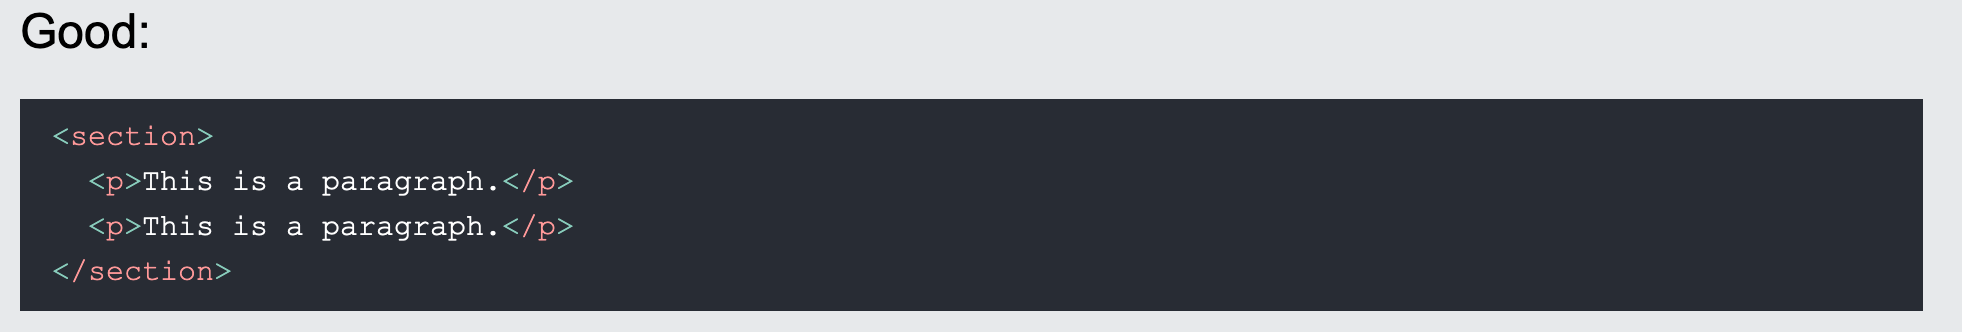 Good:
<section>
  <p>This is a paragraph.</p>
  <p>This is a paragraph.</p>
</section>